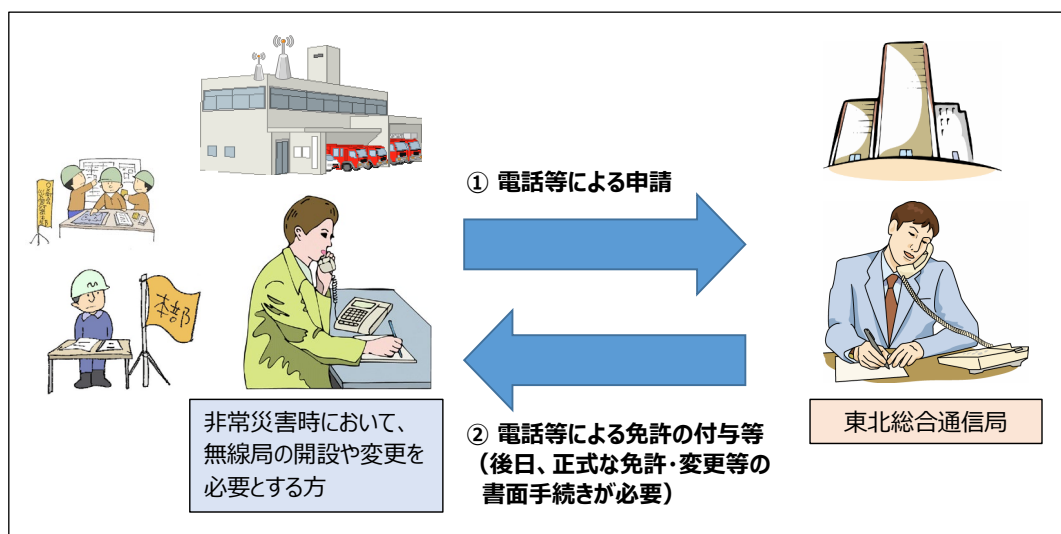 ① 電話等による申請
本部
非常災害時において、
無線局の開設や変更を
必要とする方
② 電話等による免許の付与等
(後日、正式な免許・変更等の
書面手続きが必要)
東北総合通信局